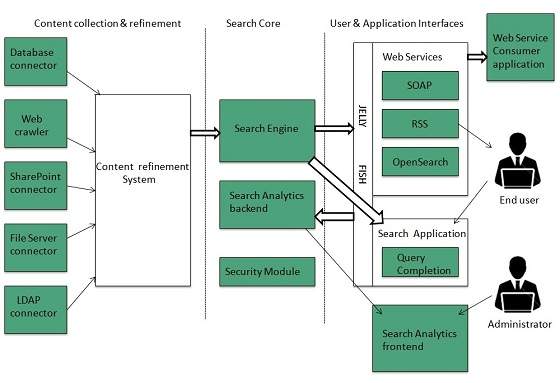 Content collection & refinement
Search Core
User & Application Interfaces
Database
connector
Web
crawler
SharePoint
connector
File Server
connector
LDAP
connector
Content refinement
System
Search Engine
Search Analytics
backend
Security Module
JELLY
FISH
Web Services
SOAP
RSS
OpenSearch
Search Application
Query
Completion
Search Analytics
frontend
Web Service
Consumer
application
End user
Administrator